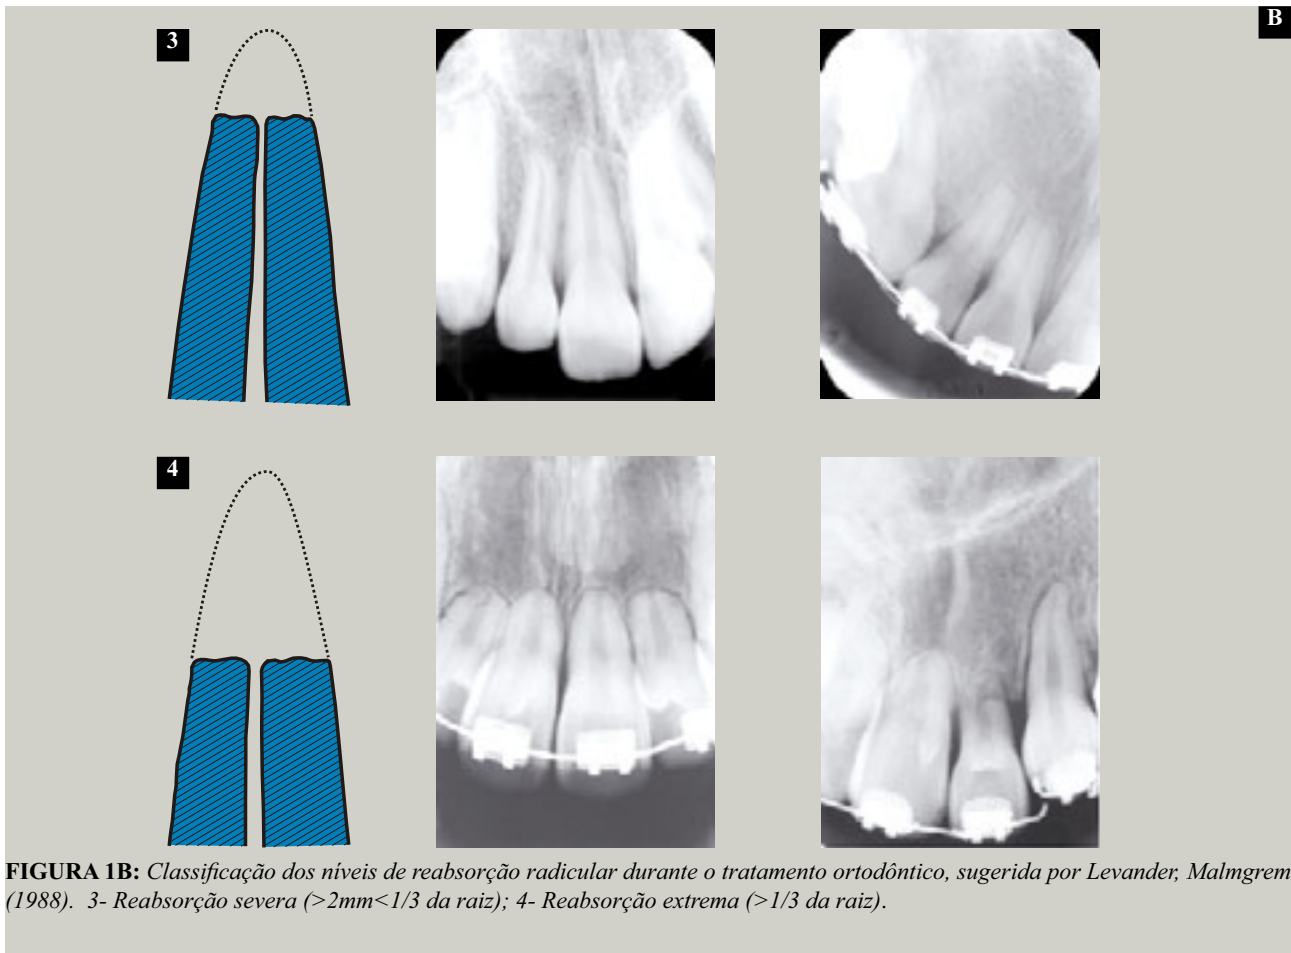 B
3
4
FIGURA 1B: Classificação dos níveis de reabsorção radicular durante o tratamento ortodôntico, sugerida por Levander, Malmgrem
(1988). 3- Reabsorção severa (>2mm<1/3 da raiz); 4- Reabsorção extrema (>1/3 da raiz).